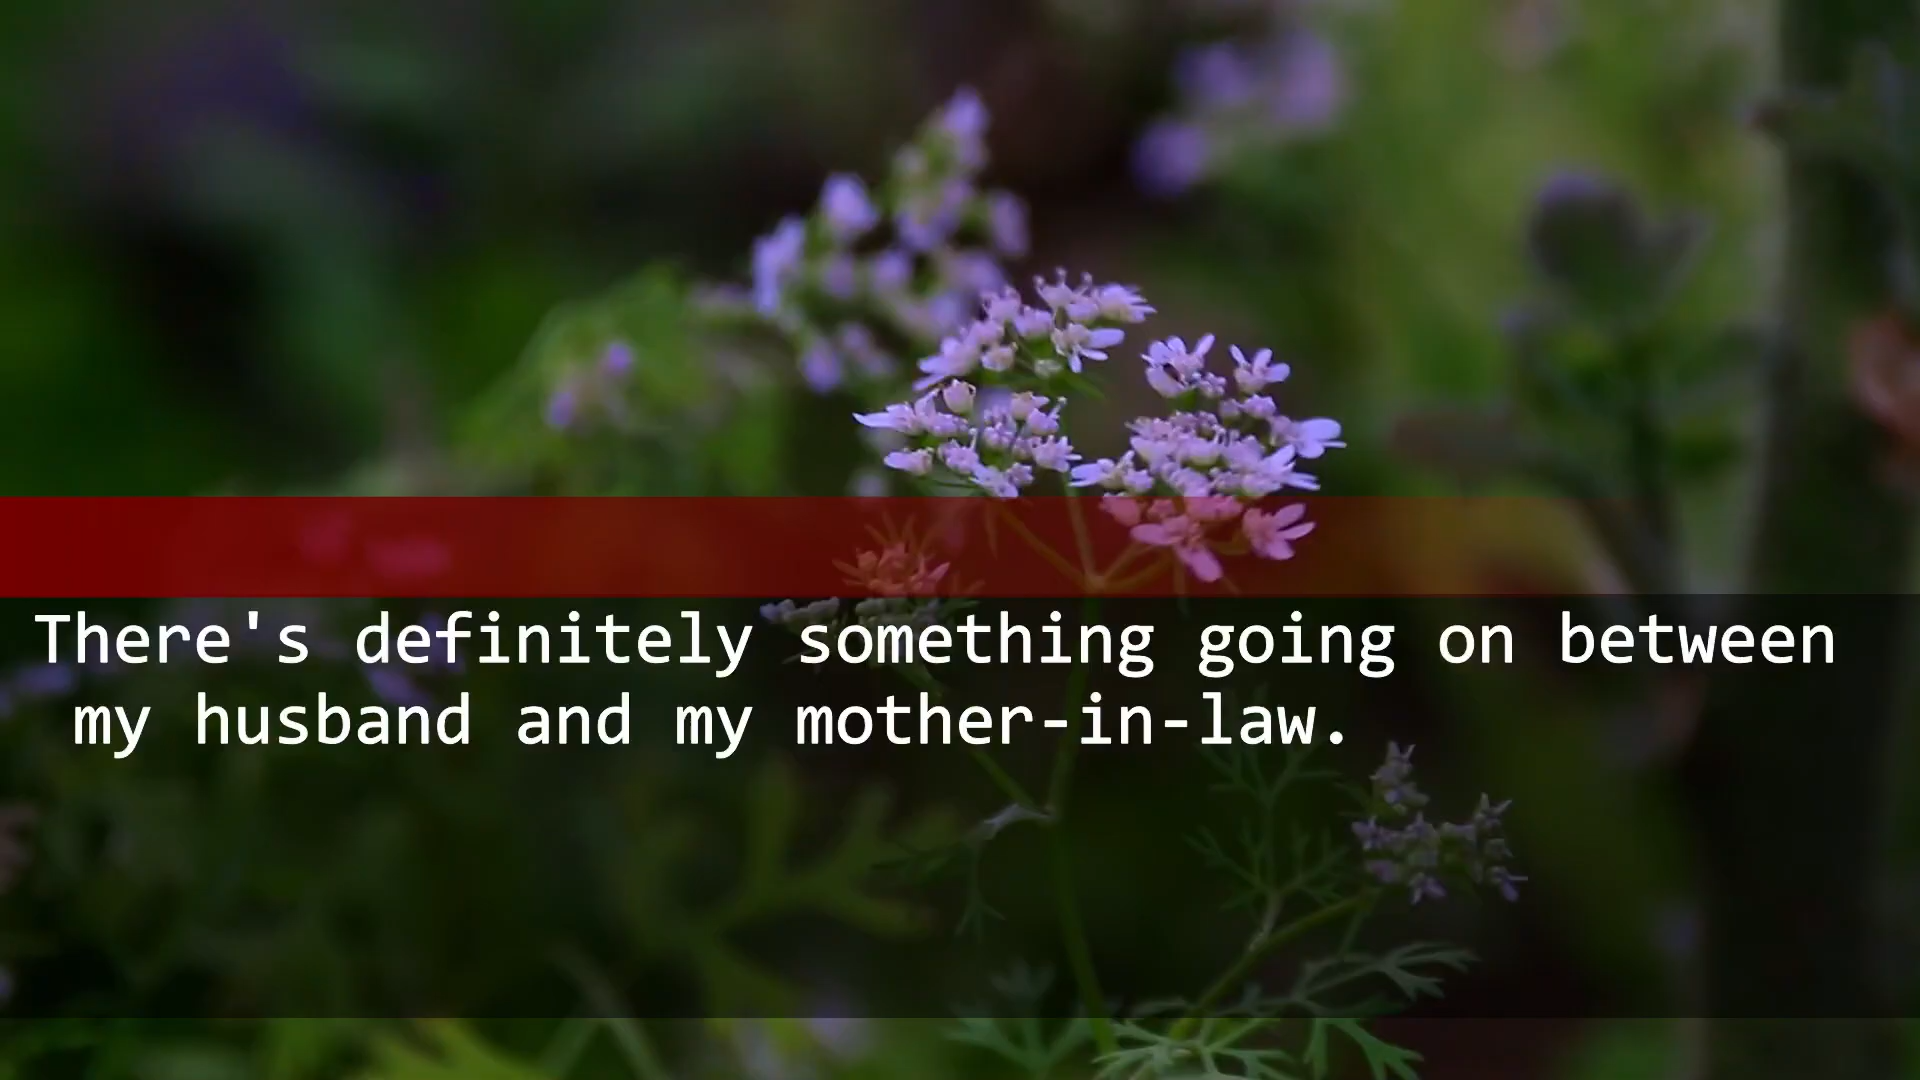 There's definitely something going on between
my husband and my mother-in-law.